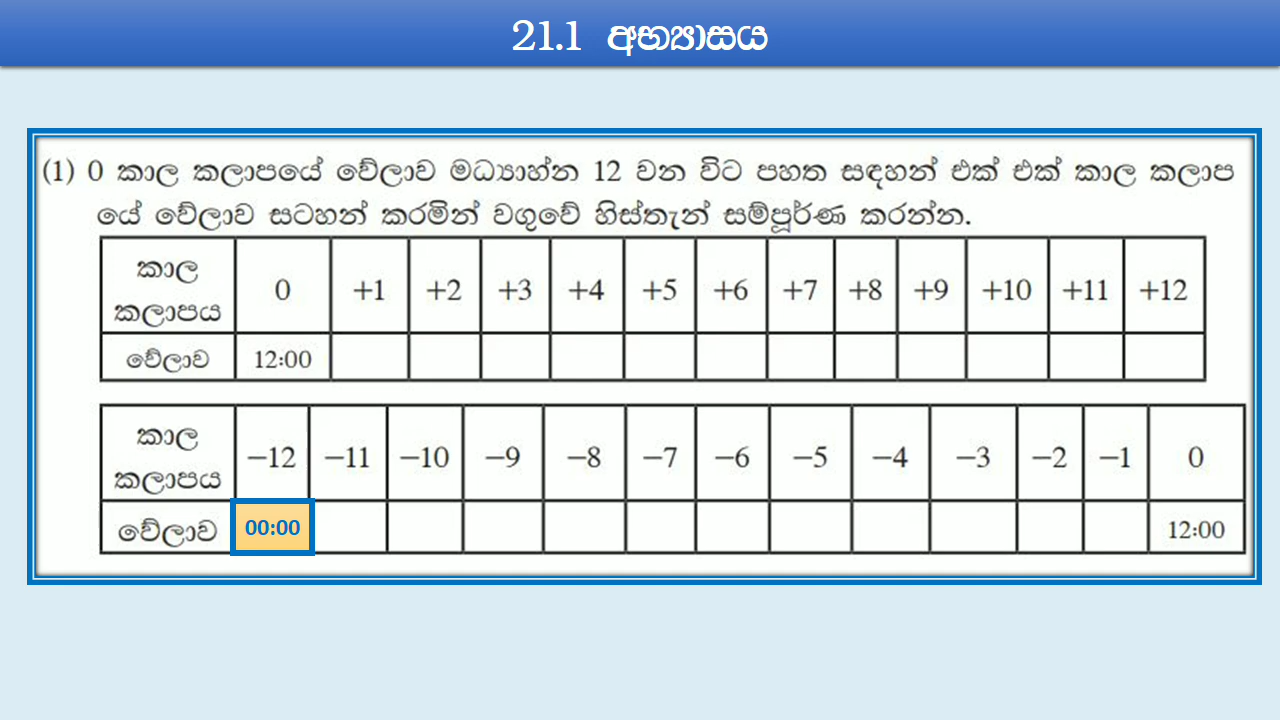 21.1 අභ්‍යාසය
(1) 0 කාල කලාපයේ වේලාව මධ්‍යාහ්න 12 වන විට පහත සඳහන් එක් එක් කාල කලාප
යේ වේලාව සටහන් කරමින් වගුවේ හිස්තැන් සම්පූර්ණ කරන්න.
කාල කලාපය 0 +1 +2 +3 +4 +5 +6 +7 +8 +9 +10 +11 +12
වේලාව 12:00
කාල කලාපය −12 −11 −10 −9 −8 −7 −6 −5 −4 −3 −2 −1 0
වේලාව 00:00 12:00